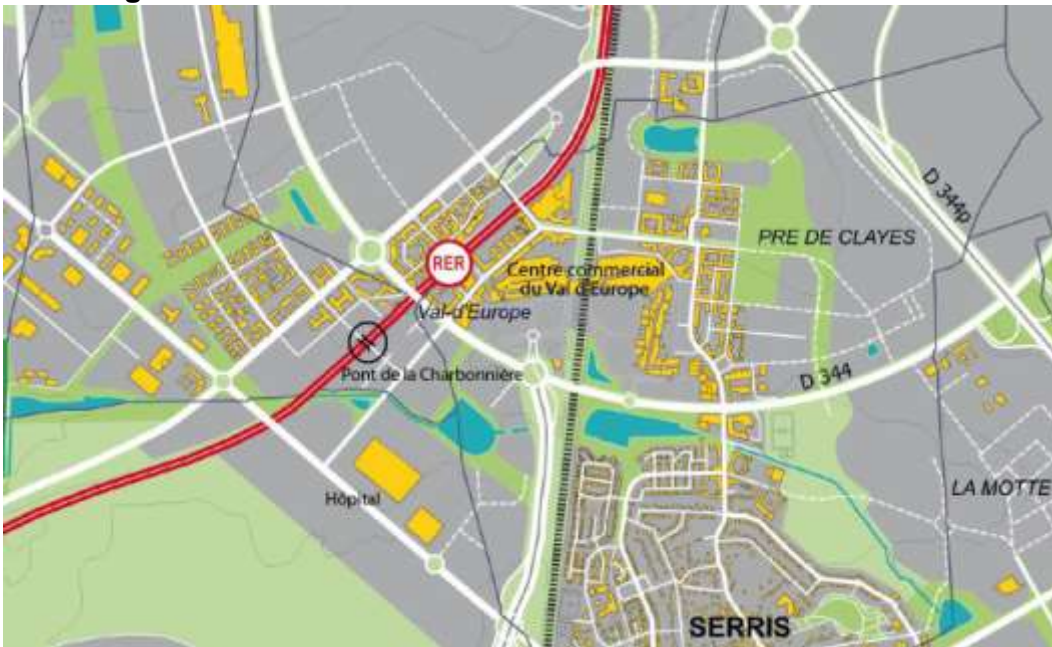 D 344p
PRE DE CLAYES
RER
Centre commercial
du Val d'Europe
Val-d'Europe
Pont de la Charbonnière
D 344
Hôpital
LA MOTTE
SERRIS